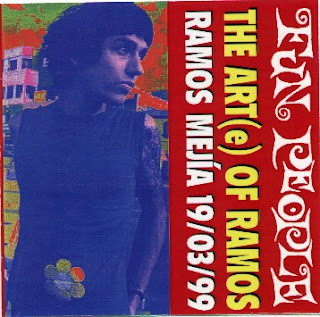 FUN PEOPLE
THE ART(e) OF RAMOS
RAMOS MEJÍA 19/03/99